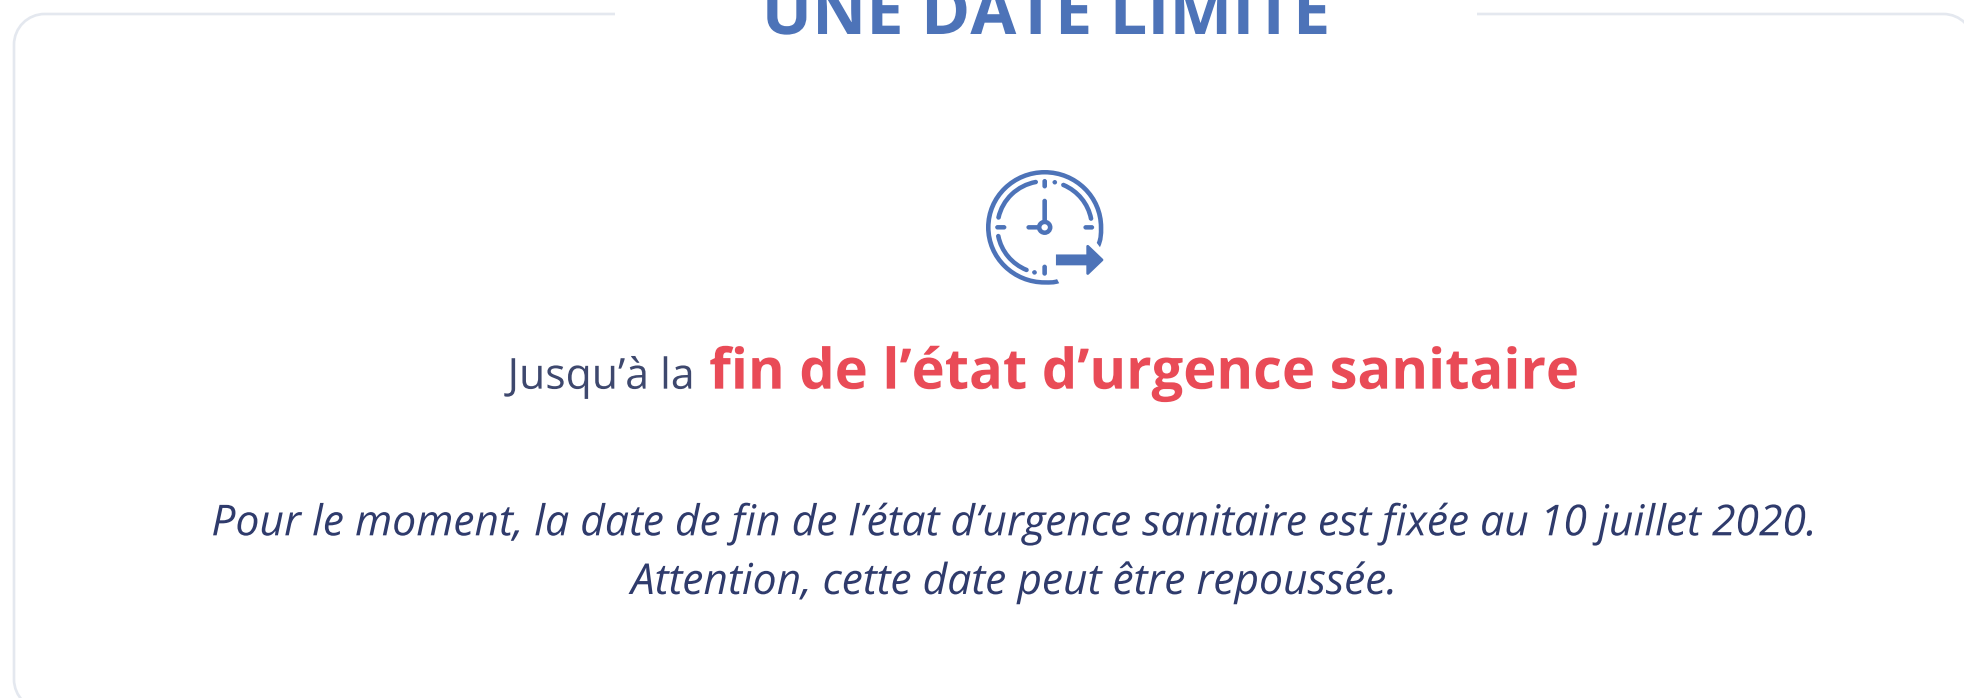 UNE DATE LIMITE
Jusqu’à la fin de l’état d’urgence sanitaire
Pour le moment, la date de fin de l’état d’urgence sanitaire est fixée au 10 juillet 2020.
Attention, cette date peut être repoussée.